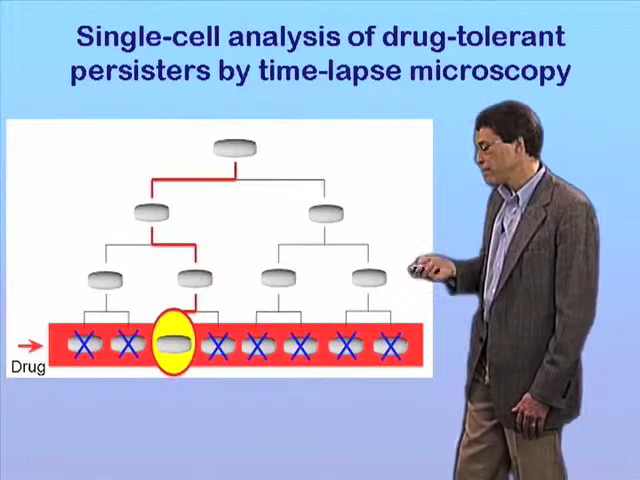 Single-cell analysis of drug-tolerant
persisters by time-lapse microscopy
Drug